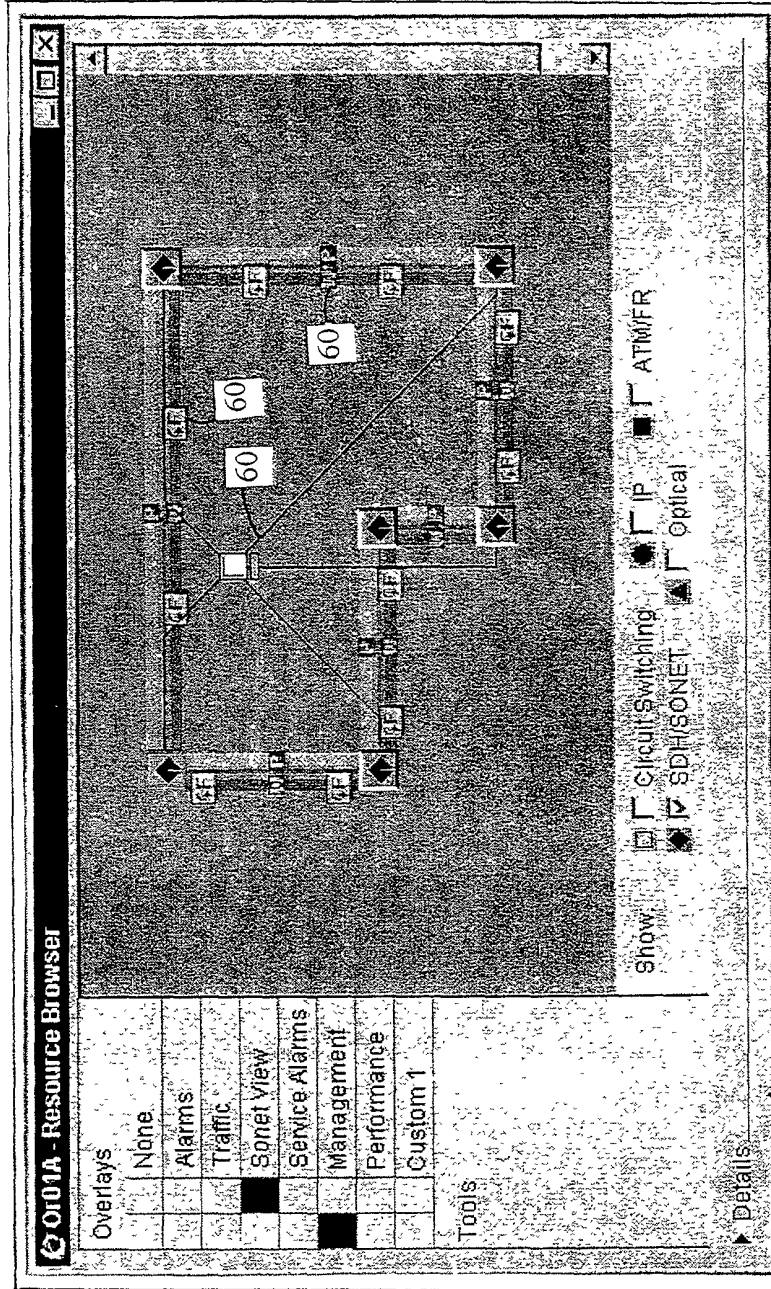 Or01A - Resource Browser
Overlays
None
Alarms
Traffic
Sonet View
Service Alarms
Management
Performance
Custom 1
Tools
60
60
60
Show:
Circuit Switching
IP
ATM/FR
SDH/SONET
Optical
Details